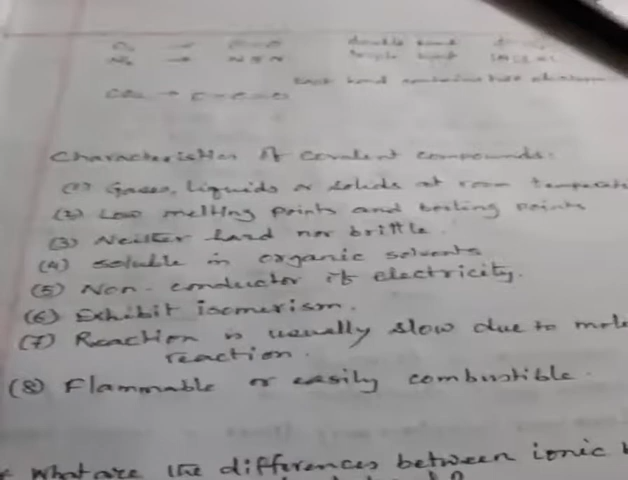 N₂ → N≡N
Characteristics of covalent compounds:
(1) Gases, liquids or solids at room
(2) Low melting points and boiling points
(3) Neither hard nor brittle.
(4) Soluble in organic solvents
(5) Non-conductor of electricity.
(6) Exhibit isomerism.
(7) Reaction is usually slow due to
reaction.
(8) Flammable or easily combustible.
What are the differences between ionic